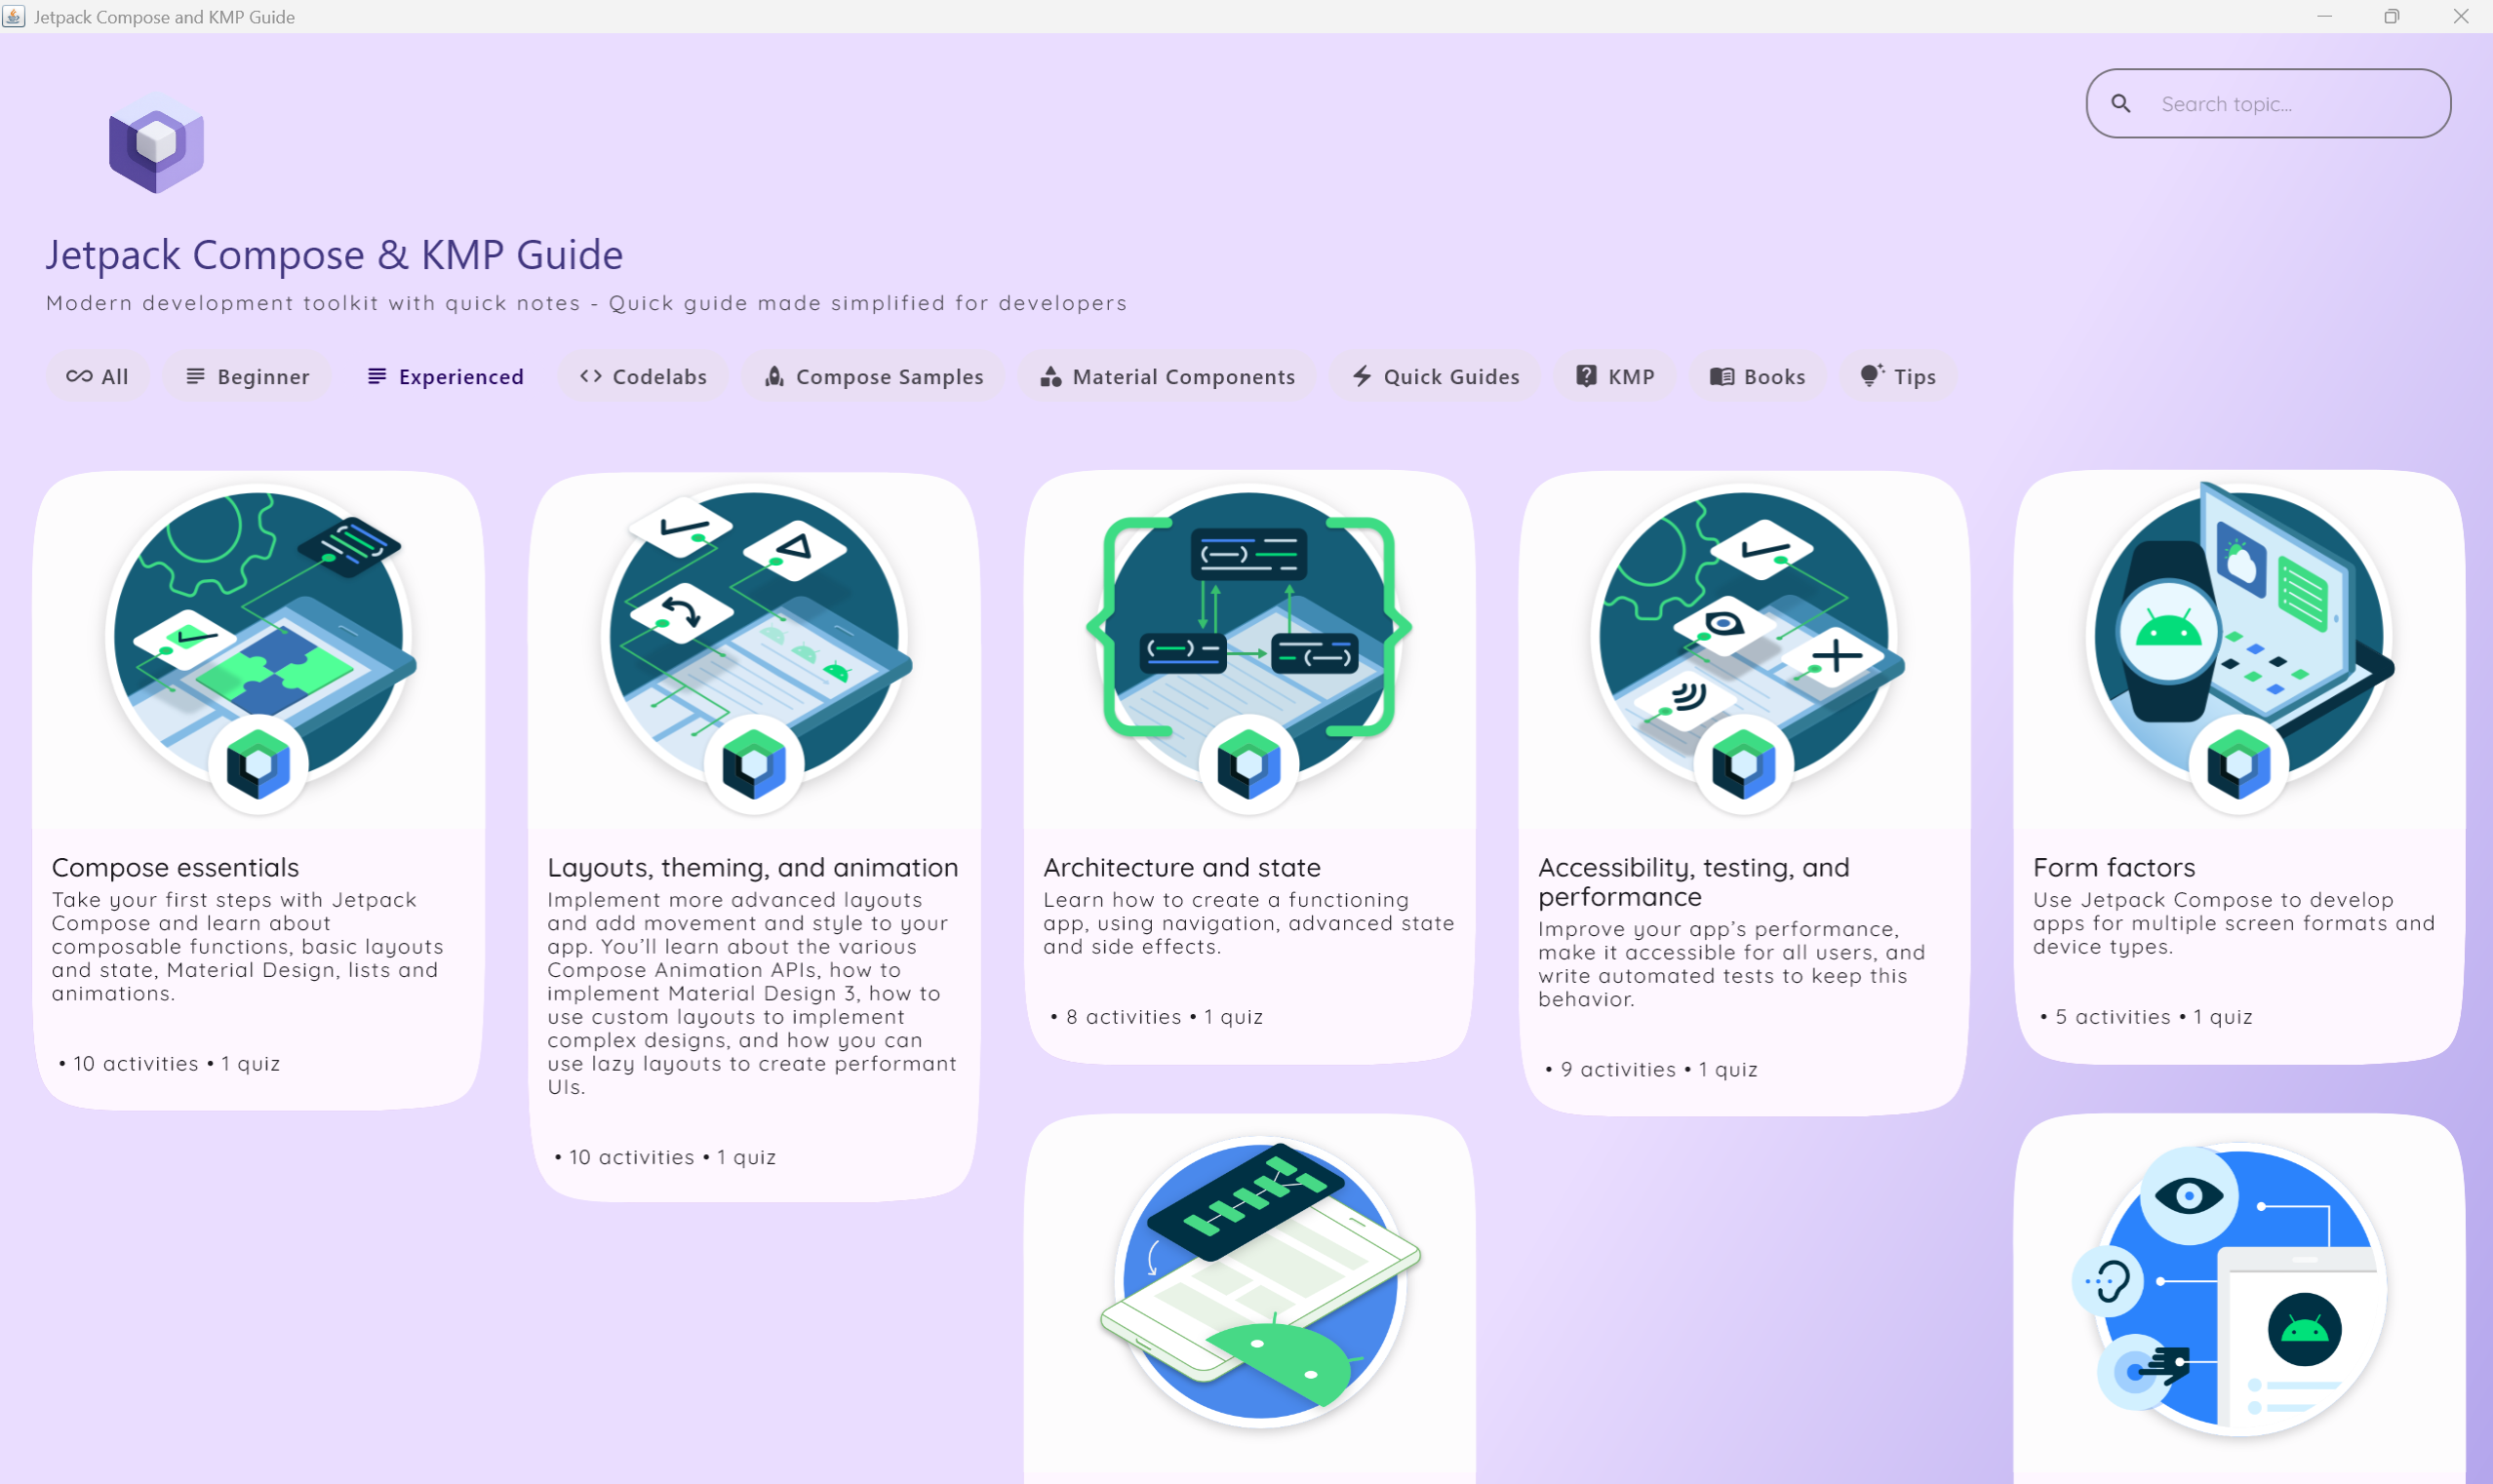 Jetpack Compose and KMP Guide
Search topic...
Jetpack Compose & KMP Guide
Modern development toolkit with quick notes - Quick guide made simplified for developers
All
Beginner
Experienced
Codelabs
Compose Samples
Material Components
Quick Guides
KMP
Books
Tips
Compose essentials
Take your first steps with Jetpack
Compose and learn about
composable functions, basic layouts
and state, Material Design, lists and
animations.
• 10 activities • 1 quiz
Layouts, theming, and animation
Implement more advanced layouts
and add movement and style to your
app. You’ll learn about the various
Compose Animation APIs, how to
implement Material Design 3, how to
use custom layouts to implement
complex designs, and how you can
use lazy layouts to create performant
UIs.
• 10 activities • 1 quiz
Architecture and state
Learn how to create a functioning
app, using navigation, advanced state
and side effects.
• 8 activities • 1 quiz
Accessibility, testing, and
performance
Improve your app’s performance,
make it accessible for all users, and
write automated tests to keep this
behavior.
• 9 activities • 1 quiz
Form factors
Use Jetpack Compose to develop
apps for multiple screen formats and
device types.
• 5 activities • 1 quiz